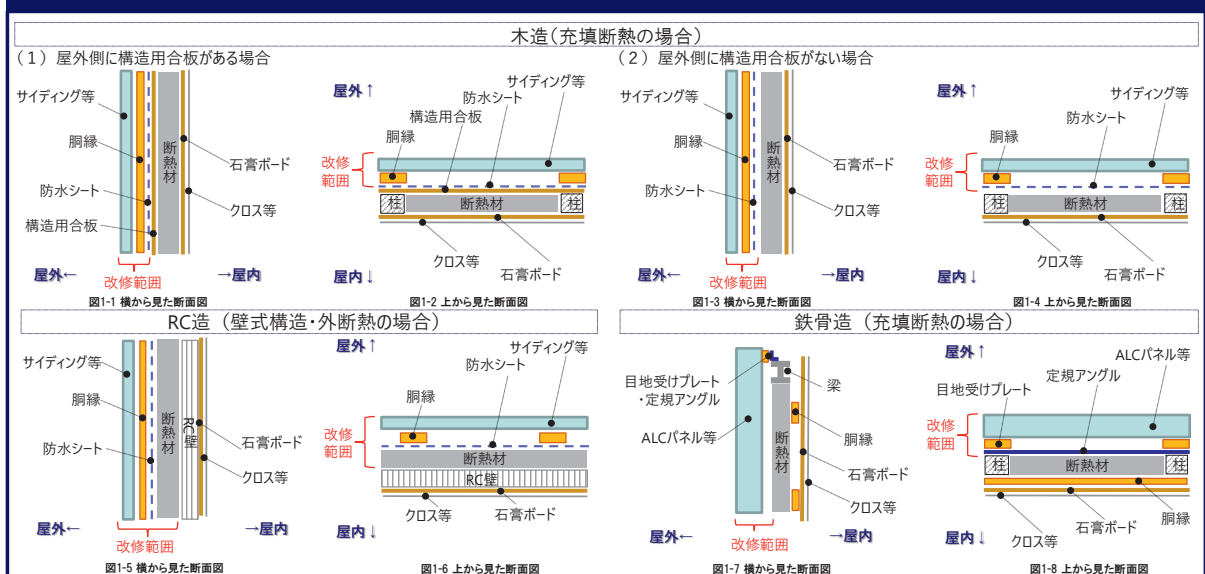 木造(充填断熱の場合)
(1)屋外側に構造用合板がある場合
サイディング等
胴縁
防水シート
構造用合板
断熱材
石膏ボード
クロス等
屋外←
→屋内
改修範囲
図1-1 横から見た断面図
屋外↑
防水シート
サイディング等
構造用合板
胴縁
改修
範囲
柱
断熱材
柱
クロス等
石膏ボード
屋内↓
図1-2 上から見た断面図
(2)屋外側に構造用合板がない場合
サイディング等
胴縁
防水シート
断熱材
石膏ボード
クロス等
屋外←
→屋内
改修範囲
図1-3 横から見た断面図
屋外↑
サイディング等
防水シート
胴縁
改修
範囲
柱
断熱材
柱
クロス等
石膏ボード
屋内↓
図1-4 上から見た断面図
RC造(壁式構造・外断熱の場合)
サイディング等
胴縁
防水シート
断熱材
RC壁
石膏ボード
クロス等
屋外←
→屋内
改修範囲
図1-5 横から見た断面図
屋外↑
サイディング等
防水シート
胴縁
改修
範囲
断熱材
RC壁
クロス等
石膏ボード
屋内↓
図1-6 上から見た断面図
鉄骨造(充填断熱の場合)
目地受けプレート
・定規アングル
梁
ALCパネル等
断熱材
胴縁
石膏ボード
クロス等
屋外←
→屋内
改修範囲
図1-7 横から見た断面図
屋外↑
ALCパネル等
定規アングル
目地受けプレート
改修
範囲
柱
断熱材
柱
胴縁
石膏ボード
クロス等
屋内↓
図1-8 上から見た断面図